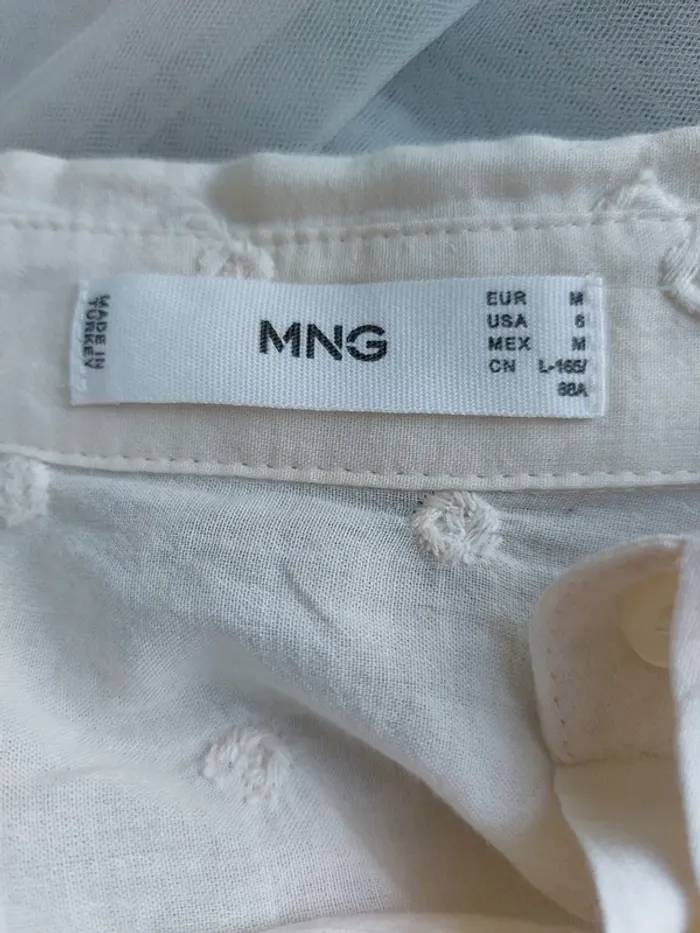 MADE IN
TURKEY
MNG
EUR M
USA 6
MEX M
CN L-165/
88A